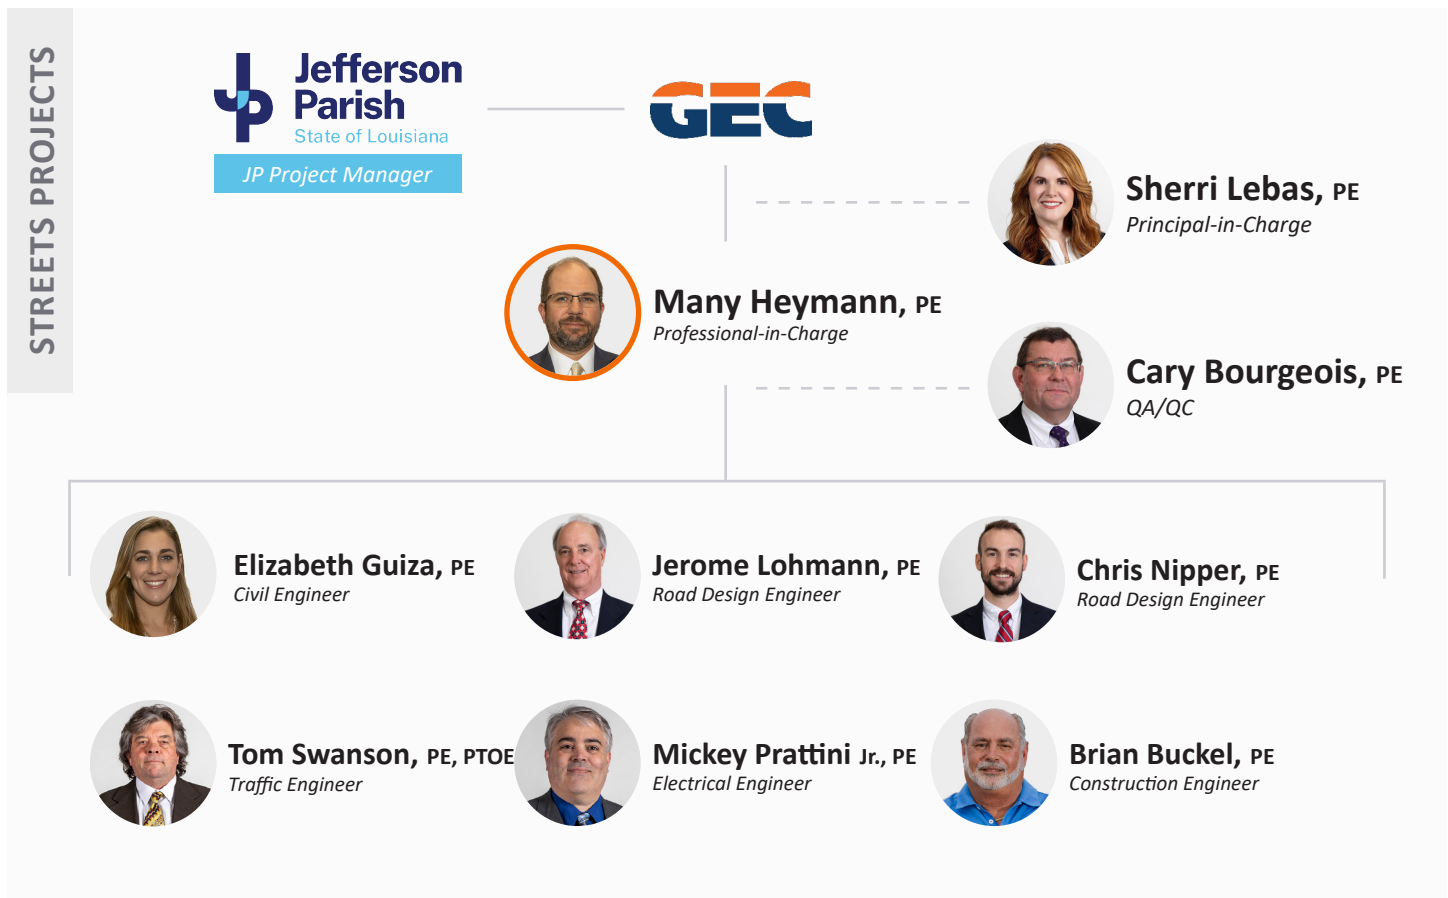 STREETS PROJECTS
Jefferson
Parish
State of Louisiana
JP Project Manager
GEC
Sherri Lebas, PE
Principal-in-Charge
Many Heymann, PE
Professional-in-Charge
Cary Bourgeois, PE
QA/QC
Elizabeth Guiza, PE
Civil Engineer
Jerome Lohmann, PE
Road Design Engineer
Chris Nipper, PE
Road Design Engineer
Tom Swanson, PE, PTOE
Traffic Engineer
Mickey Prattini Jr., PE
Electrical Engineer
Brian Buckel, PE
Construction Engineer